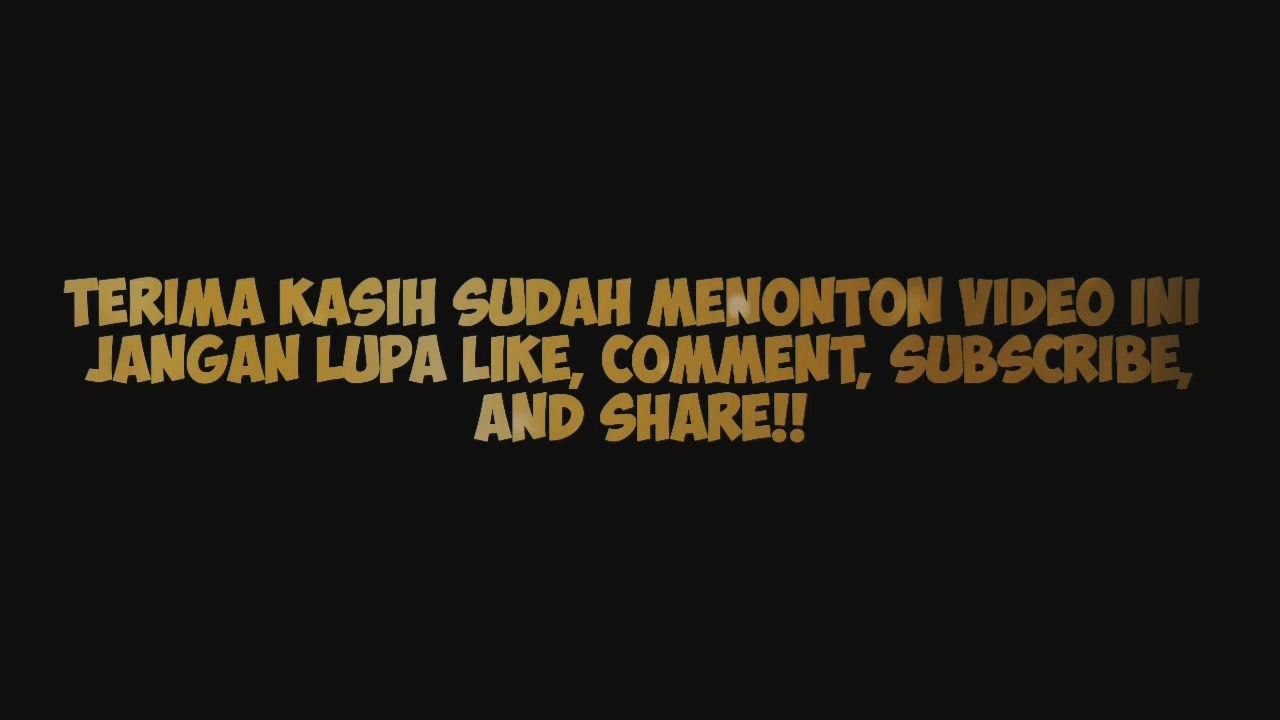 TERIMA KASIH SUDAH MENONTON VIDEO INI
JANGAN LUPA LIKE, COMMENT, SUBSCRIBE,
AND SHARE!!